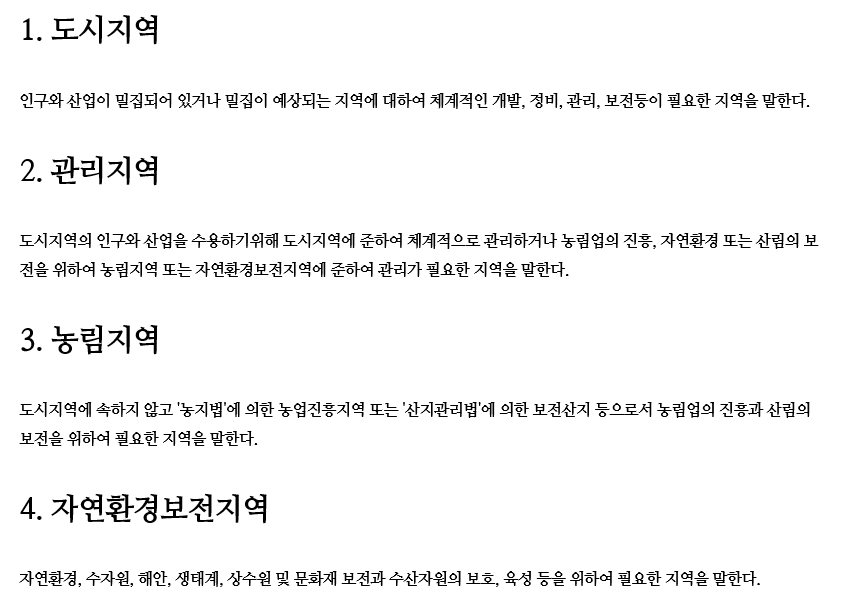 1. 도시지역
인구와 산업이 밀집되어 있거나 밀집이 예상되는 지역에 대하여 체계적인 개발, 정비, 관리, 보전등이 필요한 지역을 말한다.
2. 관리지역
도시지역의 인구와 산업을 수용하기위해 도시지역에 준하여 체계적으로 관리하거나 농림업의 진흥, 자연환경 또는 산림의 보
전을 위하여 농림지역 또는 자연환경보전지역에 준하여 관리가 필요한 지역을 말한다.
3. 농림지역
도시지역에 속하지 않고 '농지법'에 의한 농업진흥지역 또는 '산지관리법'에 의한 보전산지 등으로서 농림업의 진흥과 산림의
보전을 위하여 필요한 지역을 말한다.
4. 자연환경보전지역
자연환경, 수자원, 해안, 생태계, 상수원 및 문화재 보전과 수산자원의 보호, 육성 등을 위하여 필요한 지역을 말한다.